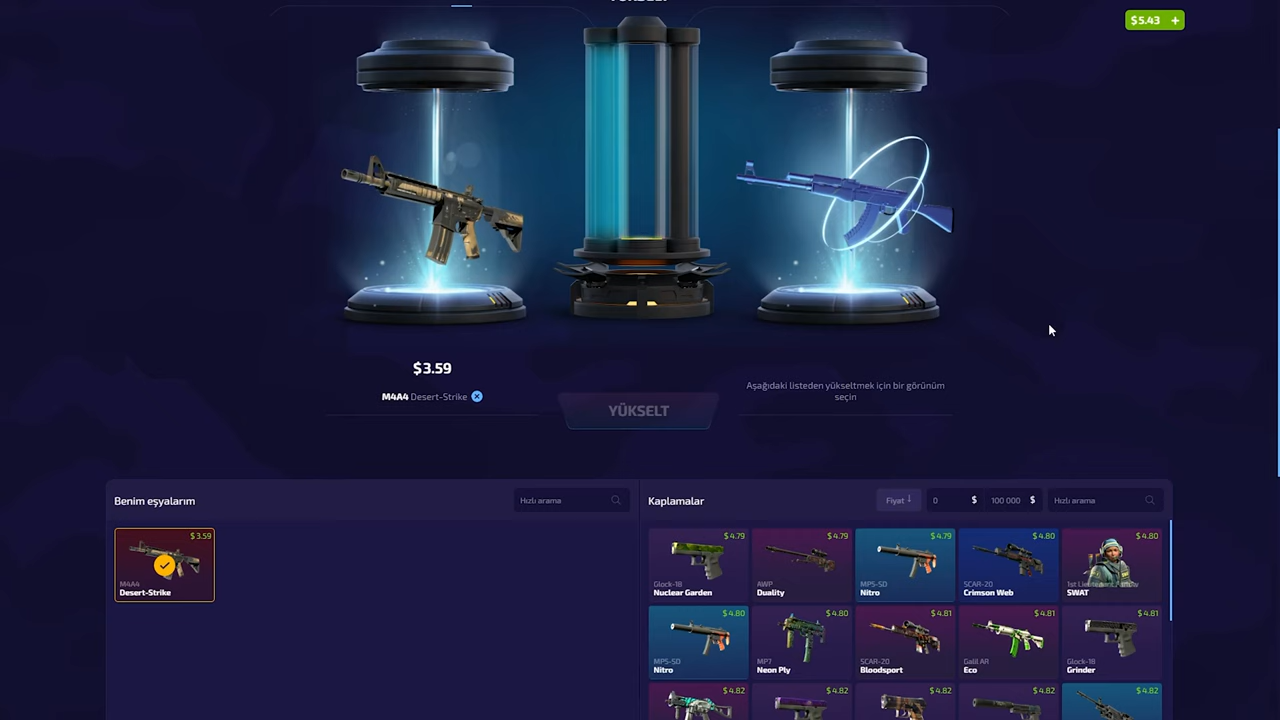 $5.43 +
$3.59
M4A4 Desert-Strike
YÜKSELT
Aşağıdaki listeden yükseltmek için bir görünüm
seçin
Benim eşyalarım
Hızlı arama
Kaplamalar
Fiyat
0 $
100 000 $
Hızlı arama
$ 3.59
M4A4
Desert-Strike
$ 4.79
Glock-18
Nuclear Garden
$ 4.79
AWP
Duality
$ 4.79
MP5-SD
Nitro
$ 4.80
SCAR-20
Crimson Web
$ 4.80
1st Lieutenant
SWAT
$ 4.80
MP5-SD
Nitro
$ 4.80
MP7
Neon Ply
$ 4.81
SCAR-20
Bloodsport
$ 4.81
Galil AR
Eco
$ 4.81
Glock-18
Grinder
$ 4.82
$ 4.82
$ 4.82
$ 4.82
$ 4.82